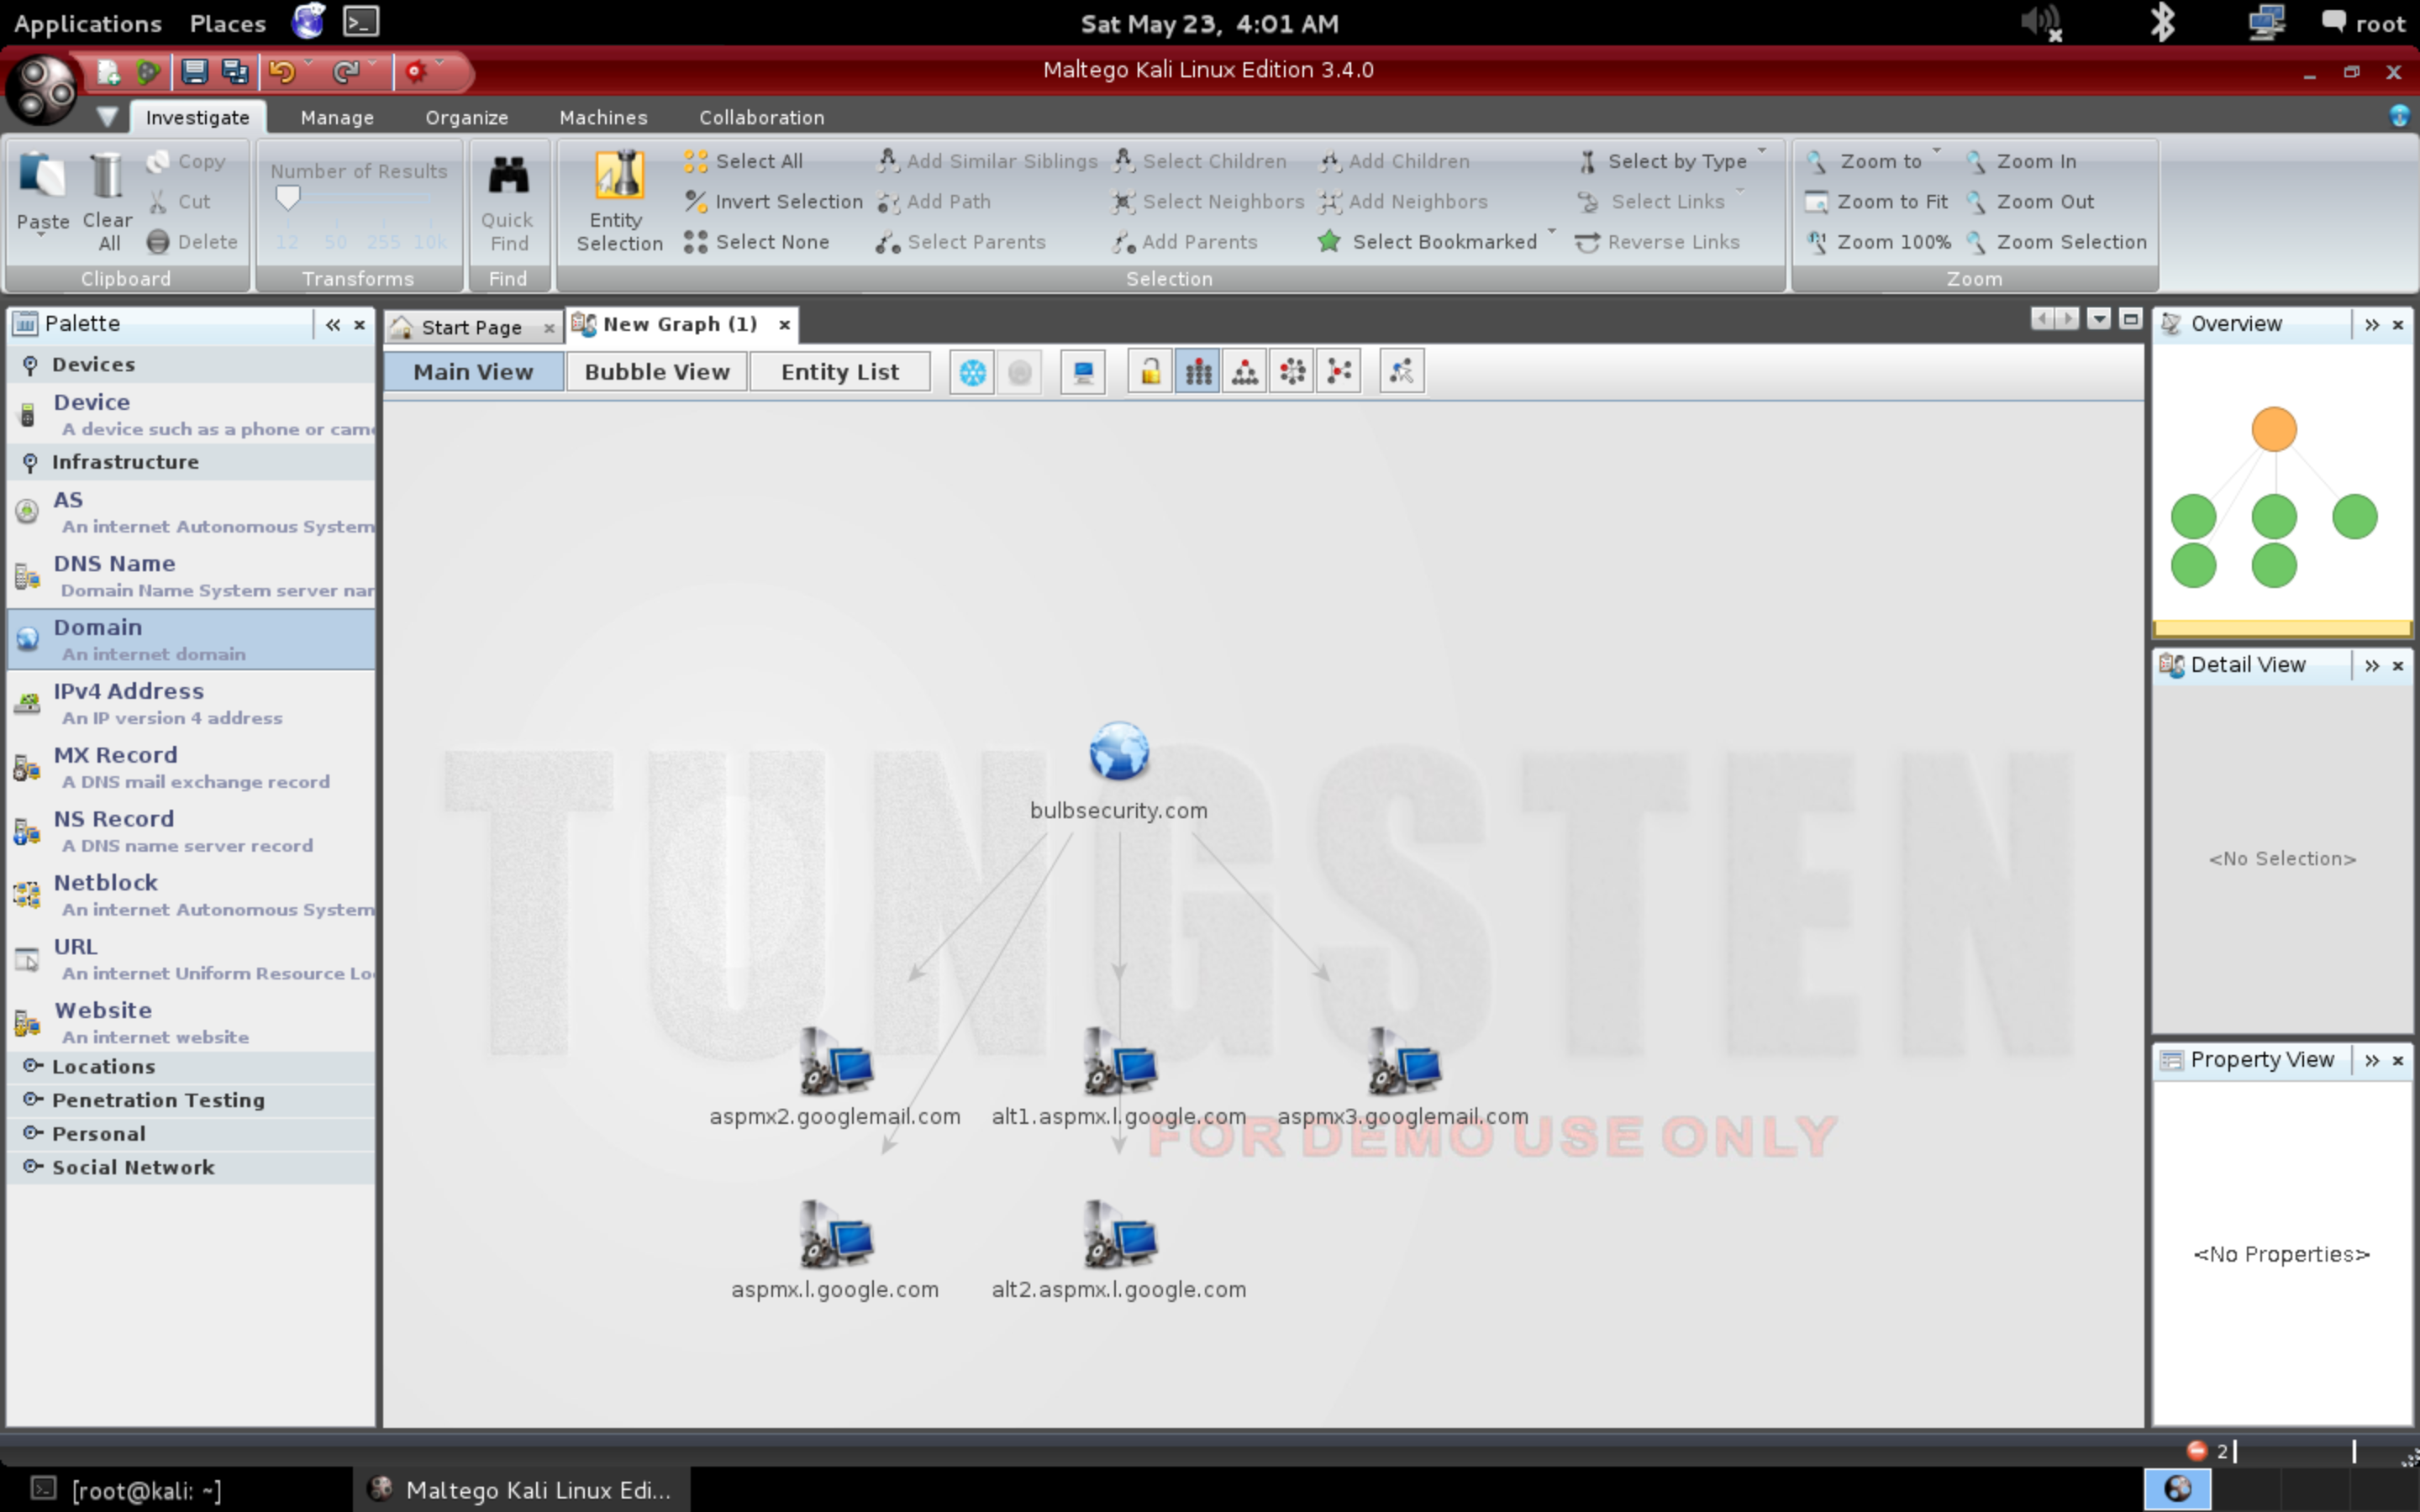 Applications Places Sat May 23, 4:01 AM root
Maltego Kali Linux Edition 3.4.0
Investigate Manage Organize Machines Collaboration
Paste
Clear All
Copy
Cut
Delete
Clipboard
Number of Results
12 50 255 10k
Transforms
Quick Find
Find
Entity Selection
Select All Add Similar Siblings Select Children Add Children Select by Type
Invert Selection Add Path Select Neighbors Add Neighbors Select Links
Select None Select Parents Add Parents Select Bookmarked Reverse Links
Selection
Zoom to Zoom In
Zoom to Fit Zoom Out
Zoom 100% Zoom Selection
Zoom
Palette
Devices
Device
A device such as a phone or came
Infrastructure
AS
An internet Autonomous System
DNS Name
Domain Name System server nar
Domain
An internet domain
IPv4 Address
An IP version 4 address
MX Record
A DNS mail exchange record
NS Record
A DNS name server record
Netblock
An internet Autonomous System
URL
An internet Uniform Resource Lo
Website
An internet website
Locations
Penetration Testing
Personal
Social Network
Start Page New Graph (1)
Main View Bubble View Entity List
TUNGSTEN
bulbsecurity.com
aspmx2.googlemail.com alt1.aspmx.l.google.com aspmx3.googlemail.com
FOR DEMO USE ONLY
aspmx.l.google.com alt2.aspmx.l.google.com
Overview
Detail View
<No Selection>
Property View
<No Properties>
2
[root@kali: ~] Maltego Kali Linux Edi...